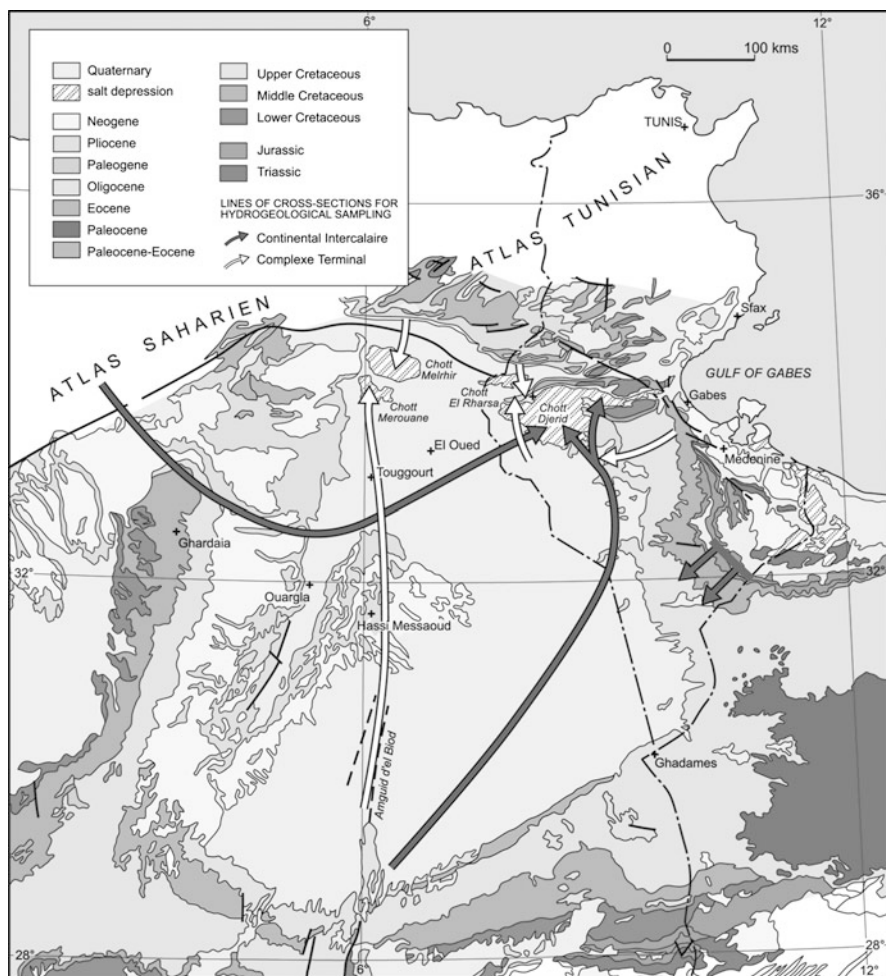 6°
12°
0 100 kms
Quaternary
salt depression
Neogene
Pliocene
Paleogene
Oligocene
Eocene
Paleocene
Paleocene-Eocene
Upper Cretaceous
Middle Cretaceous
Lower Cretaceous
Jurassic
Triassic
LINES OF CROSS-SECTIONS FOR
HYDROGEOLOGICAL SAMPLING
Continental Intercalaire
Complexe Terminal
TUNIS
36°
ATLAS TUNISIAN
ATLAS SAHARIEN
Sfax
GULF OF GABES
Chott
Melrhir
Chott
El Rharsa
Chott
Merouane
Chott
Djerid
Gabes
El Oued
Medenine
Touggourt
Ghardaia
32°
32°
Ouargla
Hassi Messaoud
Amguid d'el Biod
Ghadames
28°
28°
6
12°